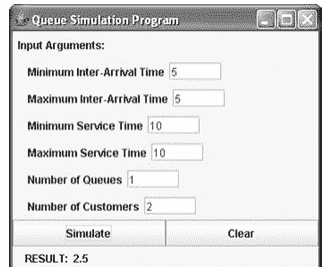 Queue Simulation Program
Input Arguments:
Minimum Inter-Arrival Time 5
Maximum Inter-Arrival Time 5
Minimum Service Time 10
Maximum Service Time 10
Number of Queues 1
Number of Customers 2
Simulate Clear
RESULT: 2.5